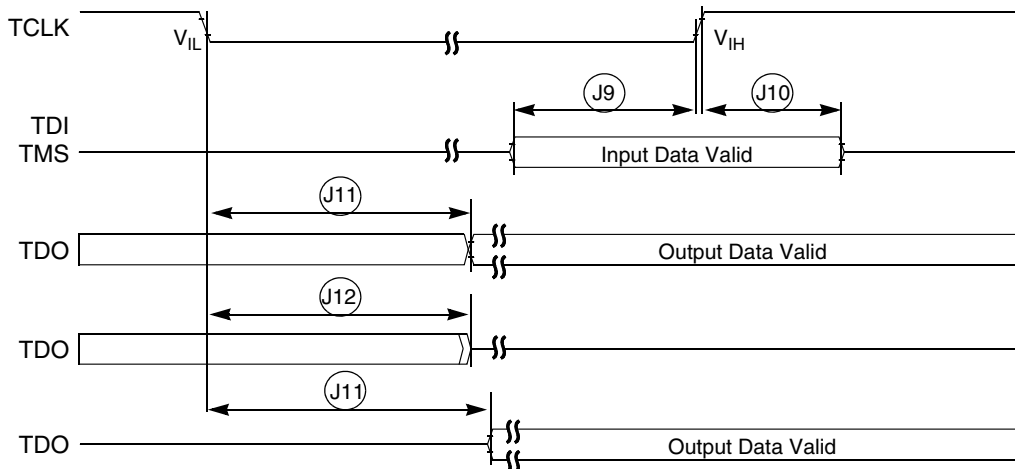 TCLK
VIL
VIH
J9
J10
TDI
TMS
Input Data Valid
J11
TDO
Output Data Valid
J12
TDO
J11
TDO
Output Data Valid